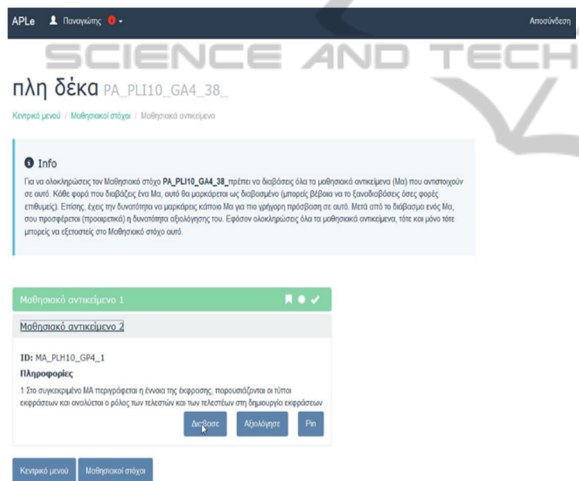 APLe Παναγιώτης Αποσύνδεση
SCIENCE AND TECH
πλη δέκα PA_PLI10_GA4_38_
Κεντρικό μενού / Μαθησιακοί στόχοι / Μαθησιακά αντικείμενα
Info
Για να ολοκληρώσεις τον Μαθησιακό στόχο PA_PLI10_GA4_38_πρέπει να διαβάσεις όλα τα μαθησιακά αντικείμενα (Μα) που αντιστοιχούν
σε αυτό. Κάθε φορά που διαβάζεις ένα Μα, αυτό θα μαρκάρεται ως διαβασμένο (μπορείς βέβαια να το ξαναδιαβάσεις όσες φορές
επιθυμείς). Επίσης, έχεις την δυνατότητα να μαρκάρεις κάποιο Μα για πιο γρήγορη πρόσβαση σε αυτό. Μετά από το διάβασμα ενός Μα,
σου προσφέρεται (προαιρετικά) η δυνατότητα αξιολόγησης του. Εφόσον ολοκληρώσεις όλα τα μαθησιακά αντικείμενα, τότε και μόνο τότε
μπορείς να εξεταστείς στο Μαθησιακό στόχο αυτό.
Μαθησιακό αντικείμενο 1
Μαθησιακό αντικείμενο 2
ID: MA_PLH10_GP4_1
Πληροφορίες
1 Στο συγκεκριμένο ΜΑ περιγράφεται η έννοια της έκφρασης, παρουσιάζονται οι τύποι
εκφράσεων και αναλύεται ο ρόλος των τελεστών και των τελεστέων στη δημιουργία εκφράσεων
Διάβασε Αξιολόγησε Pin
Κεντρικό μενού Μαθησιακοί στόχοι